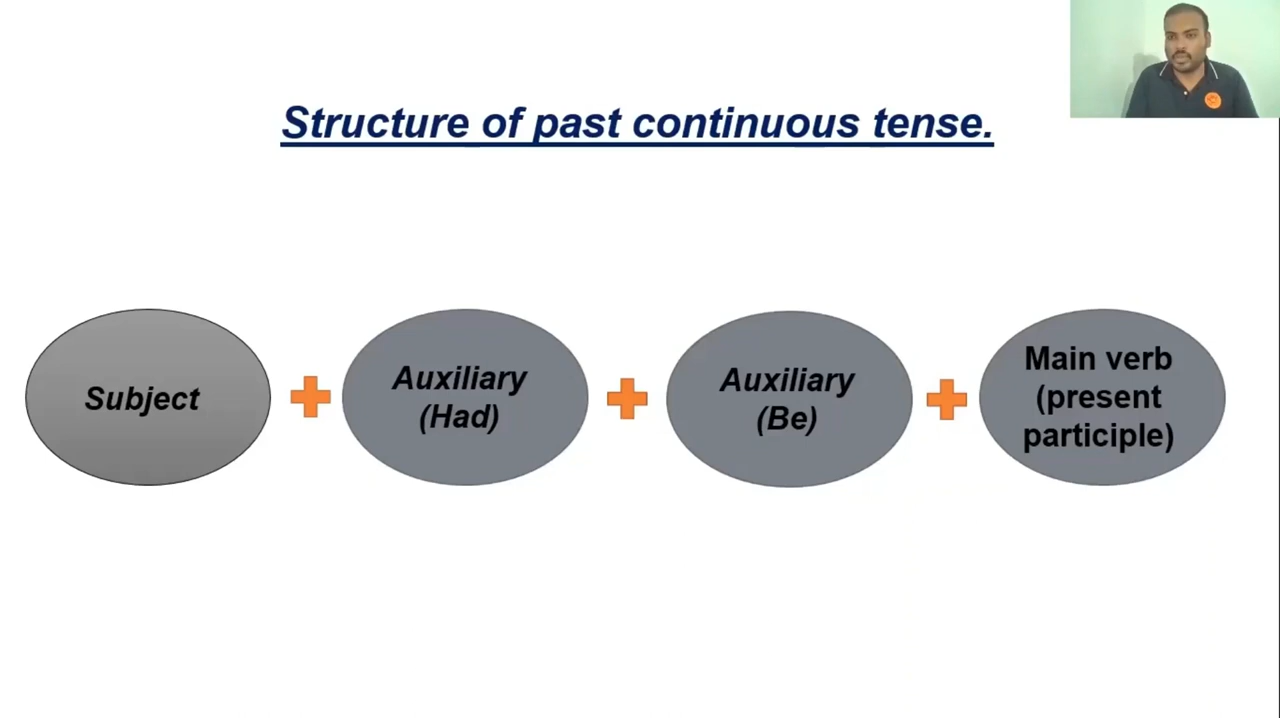 Structure of past continuous tense.
Subject
Auxiliary
(Had)
Auxiliary
(Be)
Main verb
(present
participle)